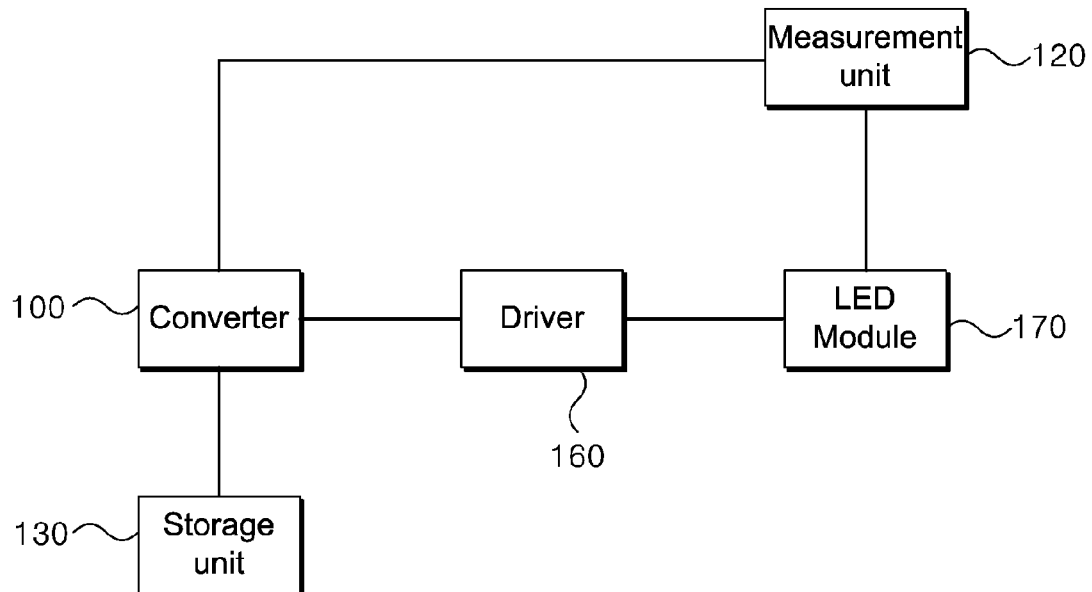 Measurement
unit
120
100
Converter
Driver
LED
Module
170
160
130
Storage
unit